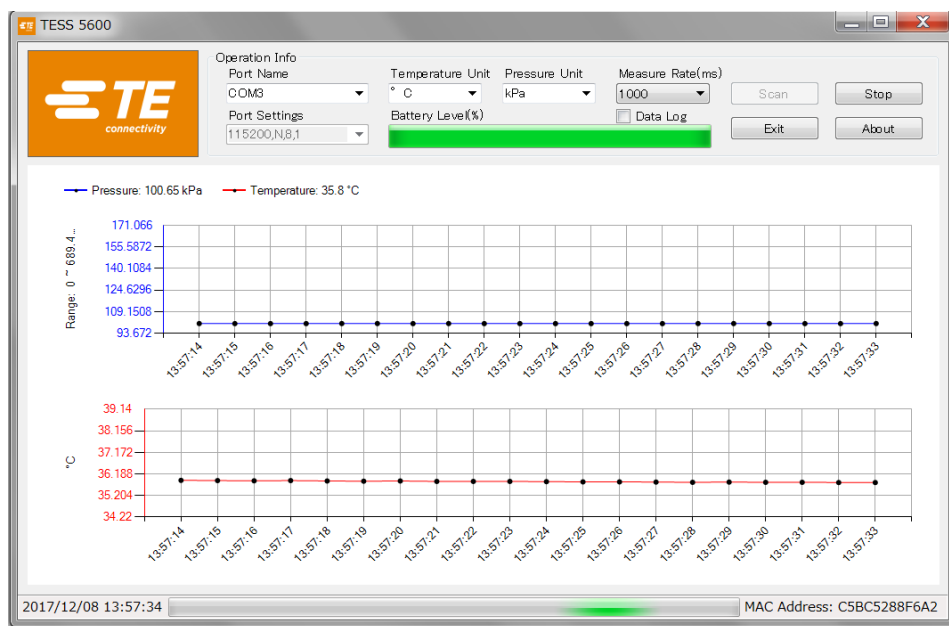 TESS 5600
TE
connectivity
Operation Info
Port Name
COM3
Port Settings
115200,N,8,1
Temperature Unit
° C
Pressure Unit
kPa
Measure Rate(ms)
1000
Battery Level(%)
Data Log
Scan
Stop
Exit
About
Pressure: 100.65 kPa
Temperature: 35.8 °C
Range: 0 ~ 689.4...
171.066
155.5872
140.1084
124.6296
109.1508
93.672
13:57:14 13:57:15 13:57:16 13:57:17 13:57:18 13:57:19 13:57:20 13:57:21 13:57:22 13:57:23 13:57:24 13:57:25 13:57:26 13:57:27 13:57:28 13:57:29 13:57:30 13:57:31 13:57:32 13:57:33
°C
39.14
38.156
37.172
36.188
35.204
34.22
13:57:14 13:57:15 13:57:16 13:57:17 13:57:18 13:57:19 13:57:20 13:57:21 13:57:22 13:57:23 13:57:24 13:57:25 13:57:26 13:57:27 13:57:28 13:57:29 13:57:30 13:57:31 13:57:32 13:57:33
2017/12/08 13:57:34
MAC Address: C5BC5288F6A2